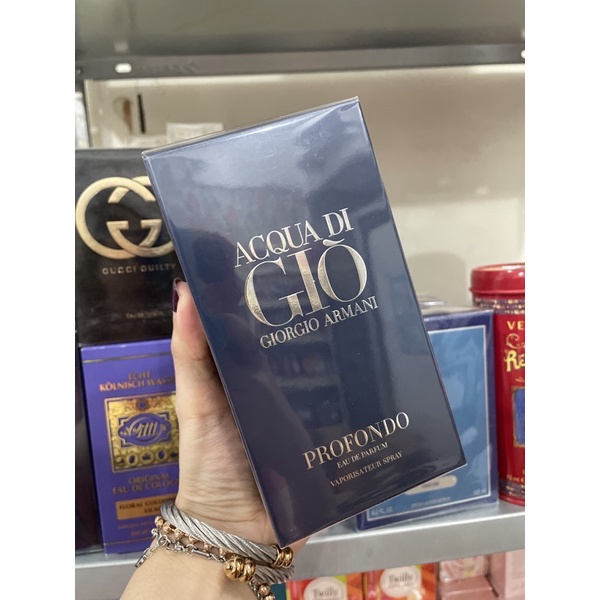 ACQUA DI
GIÒ
GIORGIO ARMANI
PROFONDO
EAU DE PARFUM
VAPORISATEUR SPRAY
GUCCI GUILTY
ECHT
KÖLNISCH WASSER
4711
ORIGINAL
EAU DE COLOGNE
VE